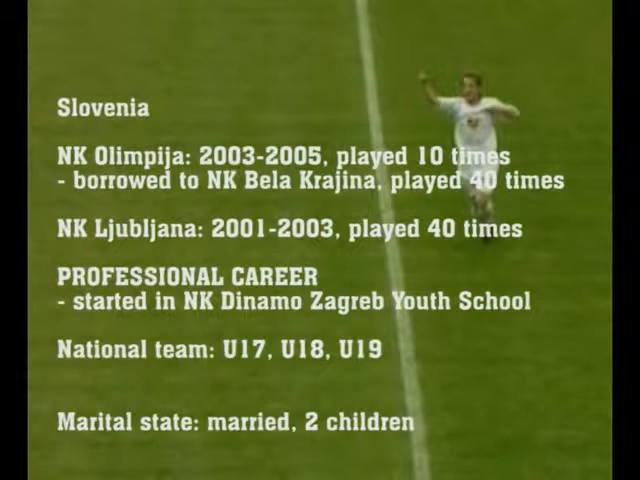 Slovenia
NK Olimpija: 2003-2005, played 10 times
- borrowed to NK Bela Krajina, played 40 times
NK Ljubljana: 2001-2003, played 40 times
PROFESSIONAL CAREER
- started in NK Dinamo Zagreb Youth School
National team: U17, U18, U19
Marital state: married, 2 children